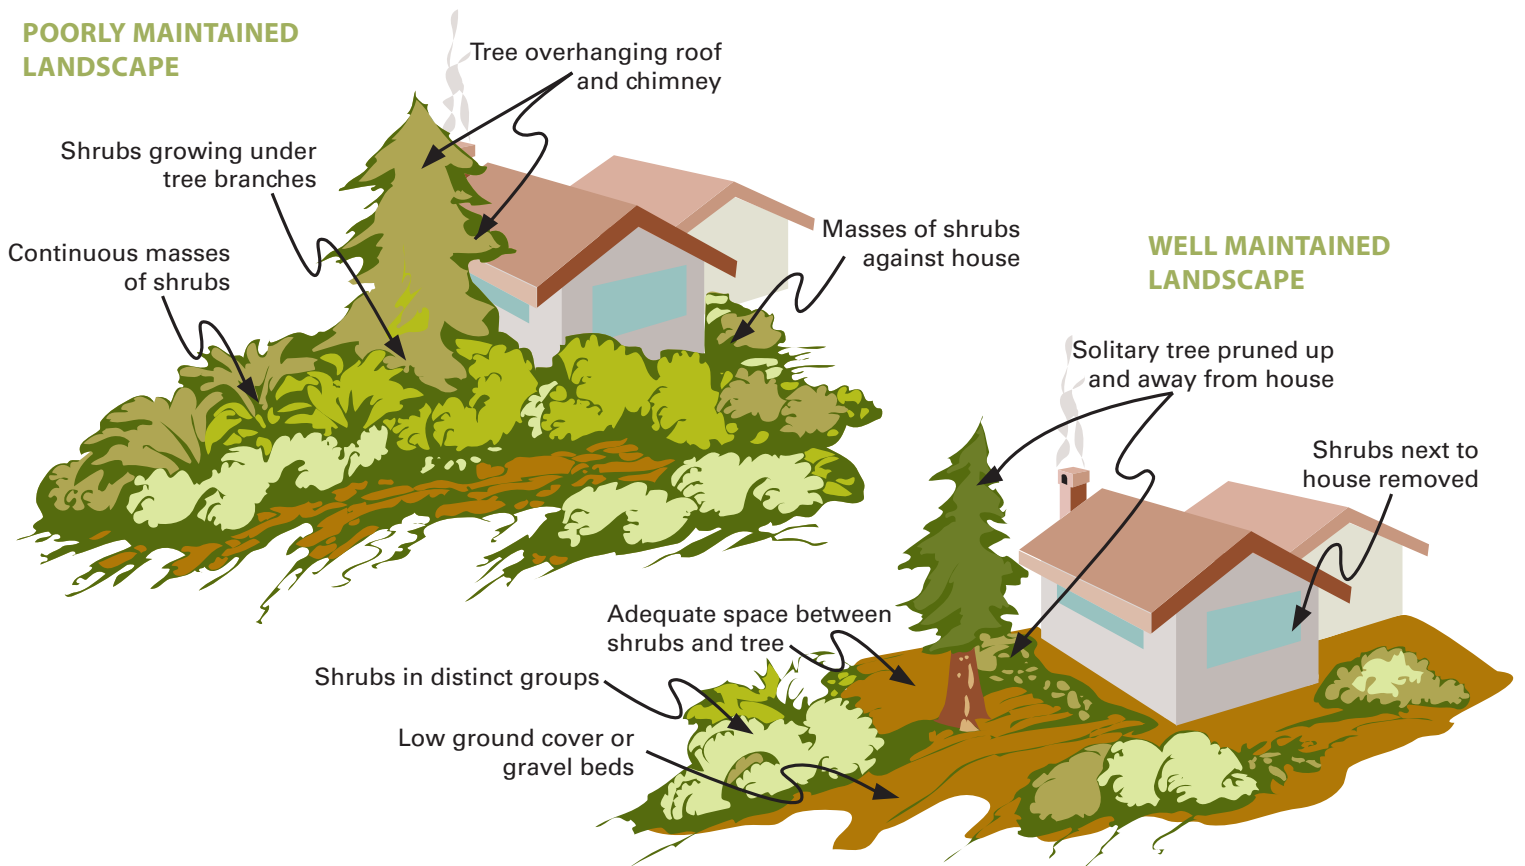 POORLY MAINTAINED
LANDSCAPE
Tree overhanging roof
and chimney
Shrubs growing under
tree branches
Continuous masses
of shrubs
Masses of shrubs
against house
WELL MAINTAINED
LANDSCAPE
Solitary tree pruned up
and away from house
Shrubs next to
house removed
Adequate space between
shrubs and tree
Shrubs in distinct groups
Low ground cover or
gravel beds